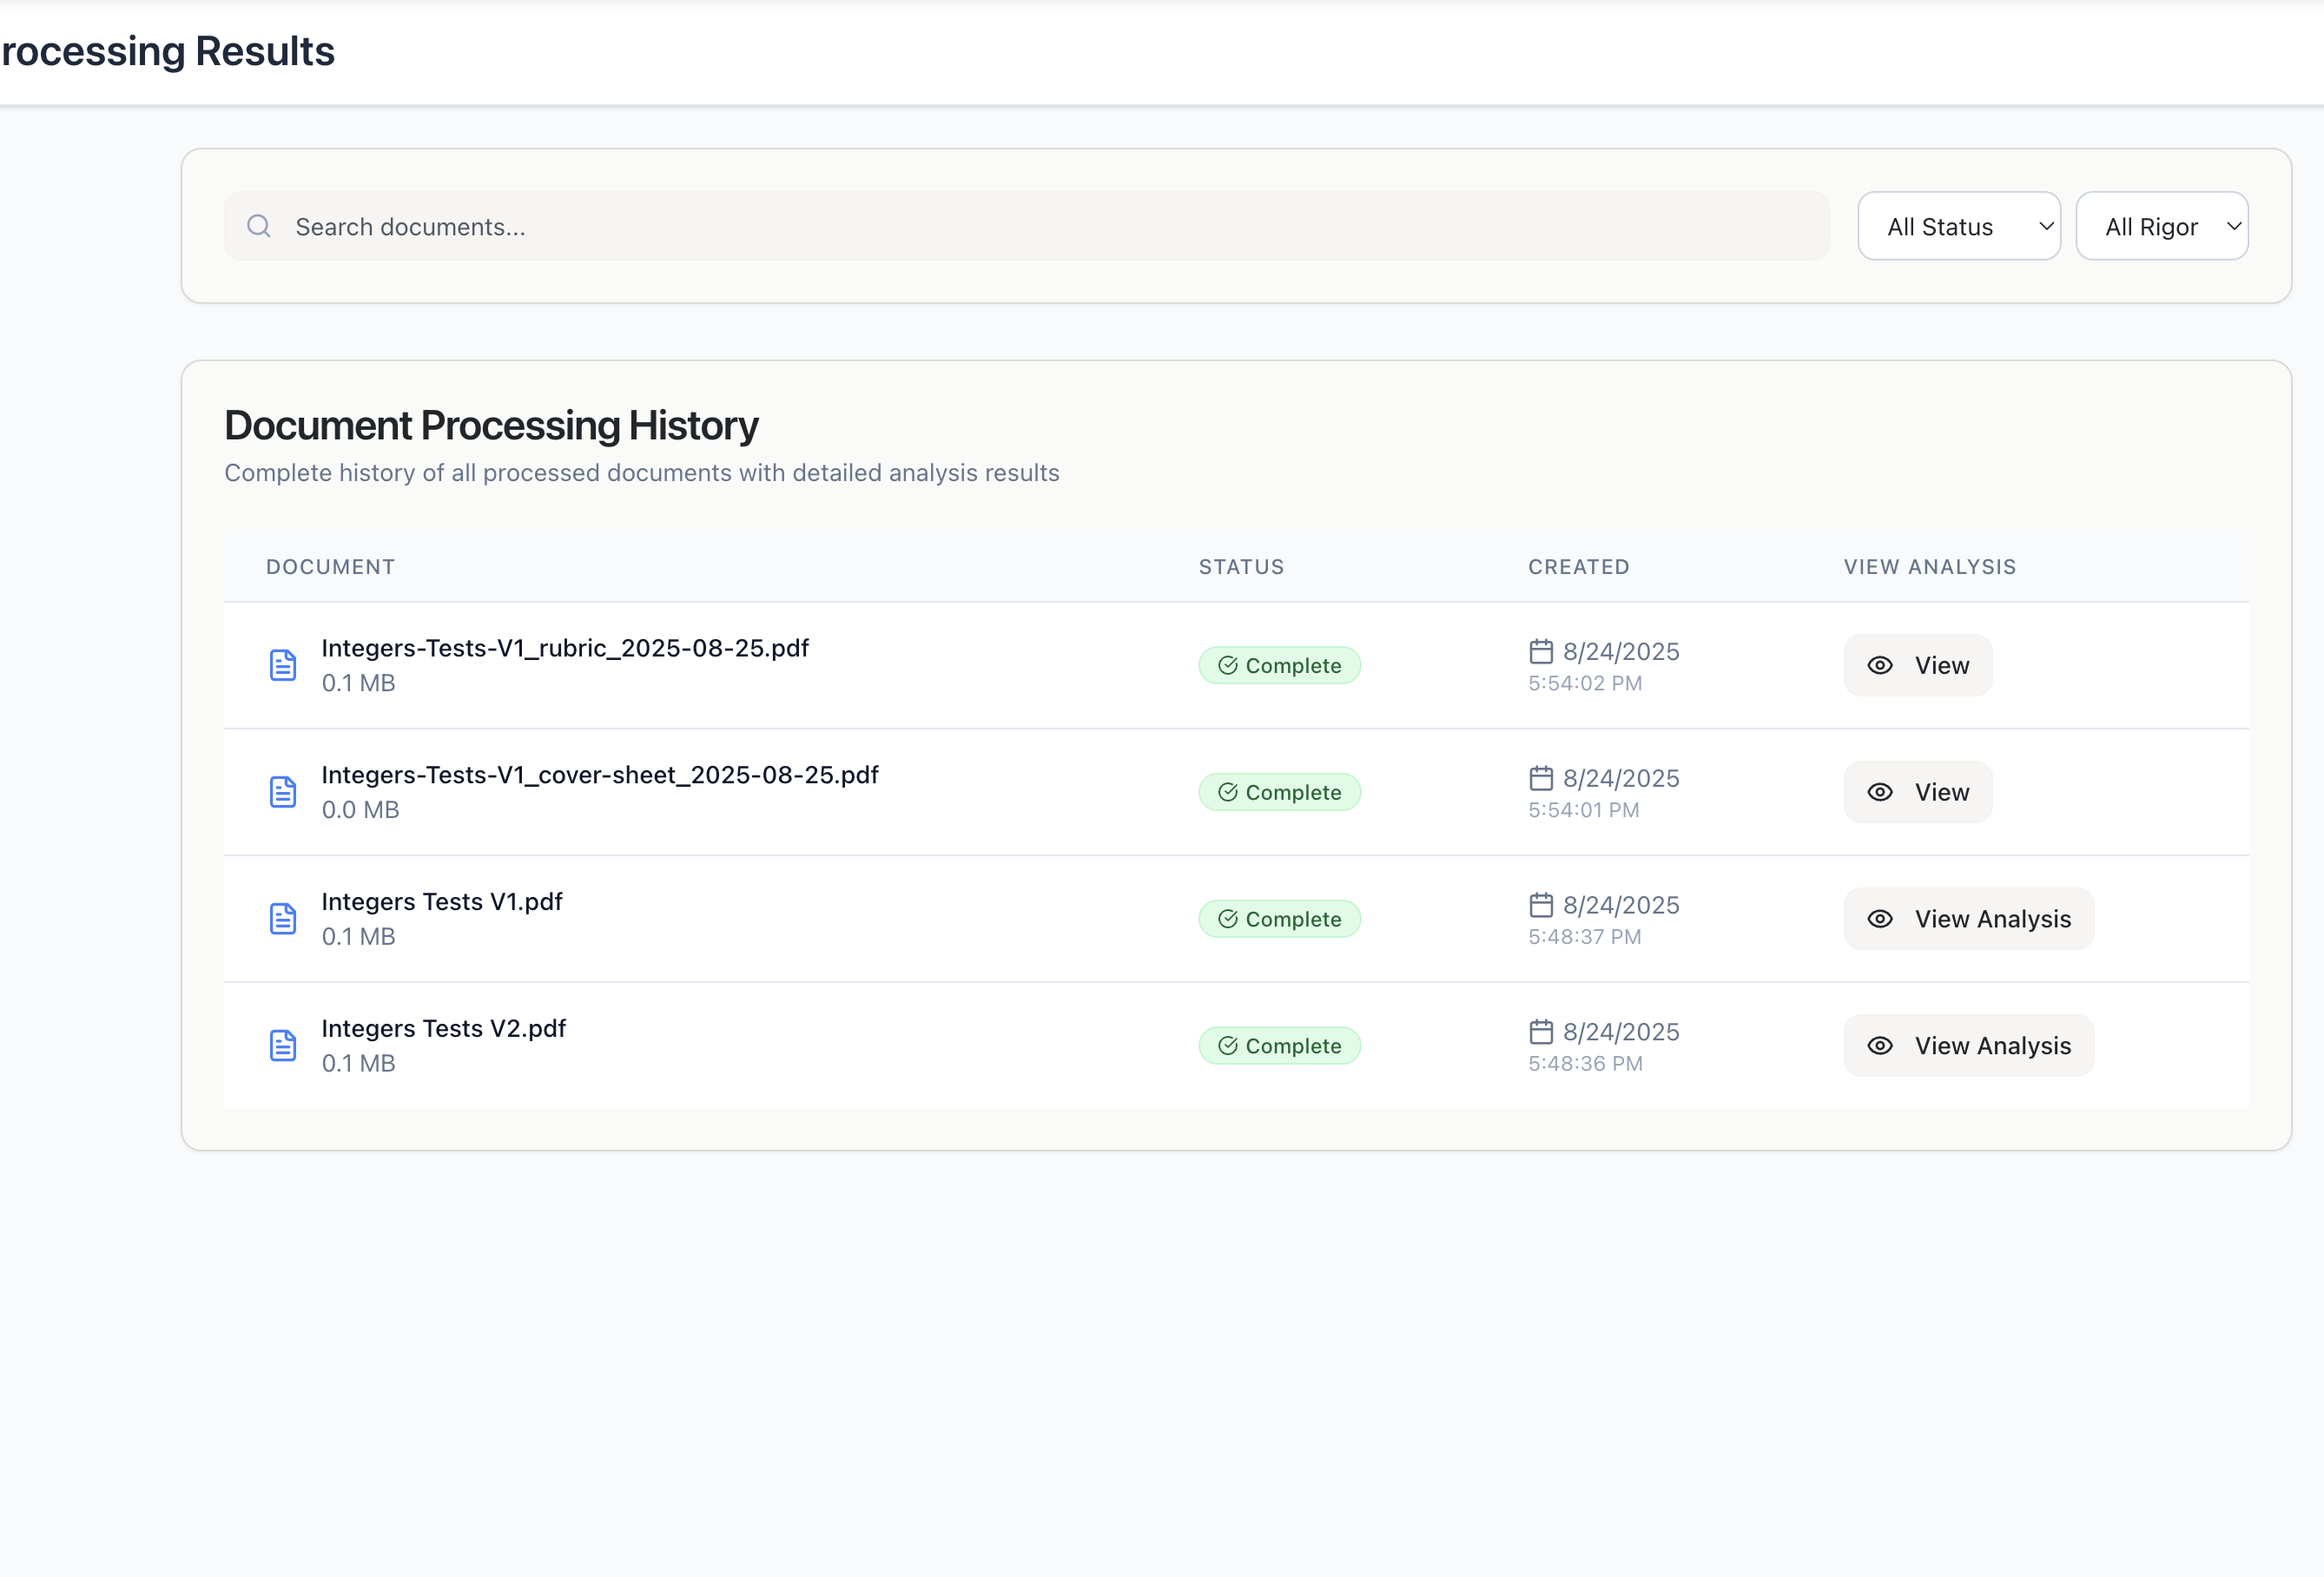 rocessing Results
Search documents...
All Status
All Rigor
Document Processing History
Complete history of all processed documents with detailed analysis results
DOCUMENT STATUS CREATED VIEW ANALYSIS
Integers-Tests-V1_rubric_2025-08-25.pdf
0.1 MB
Complete
8/24/2025
5:54:02 PM
View
Integers-Tests-V1_cover-sheet_2025-08-25.pdf
0.0 MB
Complete
8/24/2025
5:54:01 PM
View
Integers Tests V1.pdf
0.1 MB
Complete
8/24/2025
5:48:37 PM
View Analysis
Integers Tests V2.pdf
0.1 MB
Complete
8/24/2025
5:48:36 PM
View Analysis